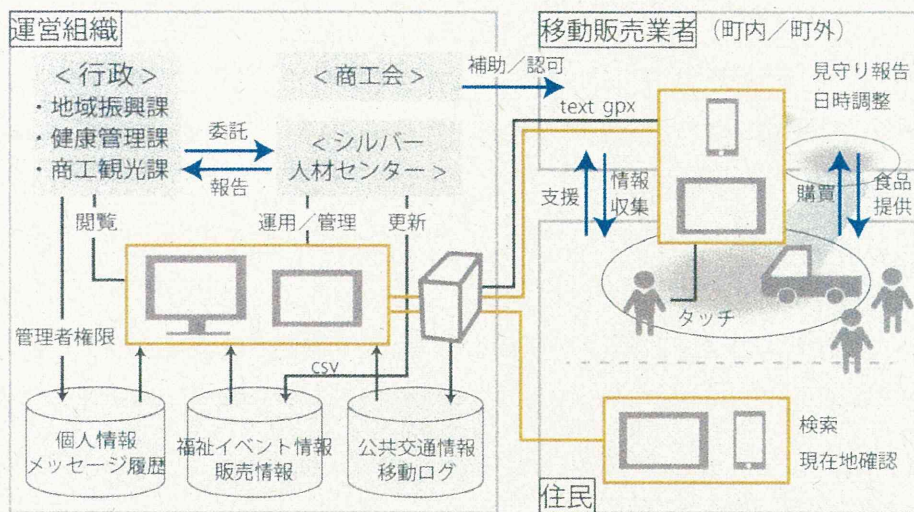 運営組織
<行政>
・地域振興課
・健康管理課
・商工観光課
<商工会>
委託
報告
<シルバー
人材センター>
補助/認可
閲覧
運用/管理
更新
管理者権限
csv
個人情報
メッセージ履歴
福祉イベント情報
販売情報
公共交通情報
移動ログ
移動販売業者 (町内/町外)
見守り報告
日時調整
text gpx
支援
情報
収集
購買
食品
提供
タッチ
検索
現在地確認
住民